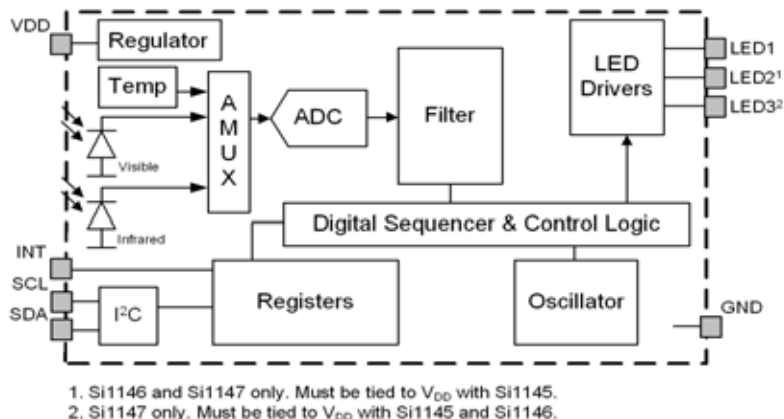 VDD
Regulator
LED1
LED2¹
LED3²
LED
Drivers
Temp
A
M
U
X
ADC
Filter
Visible
Infrared
Digital Sequencer & Control Logic
INT
SCL
SDA
I²C
Registers
Oscillator
GND
1. Si1146 and Si1147 only. Must be tied to V_DD with Si1145.
2. Si1147 only. Must be tied to V_DD with Si1145 and Si1146.